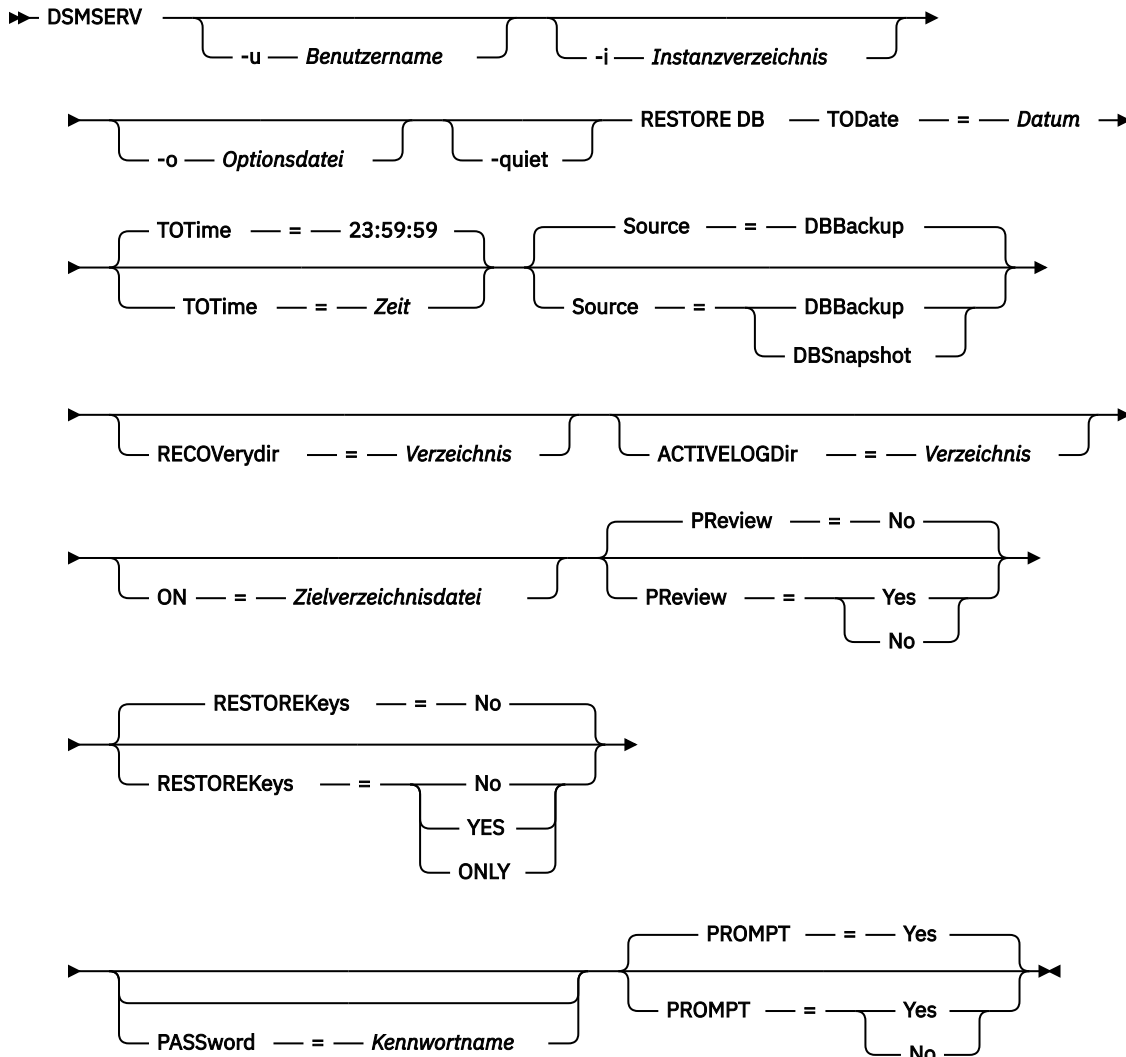 DSMSERV
-u Benutzername -i Instanzverzeichnis
RESTORE DB TODate = Datum
-o Optionsdatei -quiet
TOTime = 23:59:59 Source = DBBackup
TOTime = Zeit Source = DBBackup
DBSnapshot
RECOVerydir = Verzeichnis ACTIVELOGDir = Verzeichnis
PReview = No
ON = Zielverzeichnisdatei PReview = Yes
No
RESTOREKeys = No
RESTOREKeys = No
YES
ONLY
PROMPT = Yes
PROMPT = Yes
PASSword = Kennwortname
No